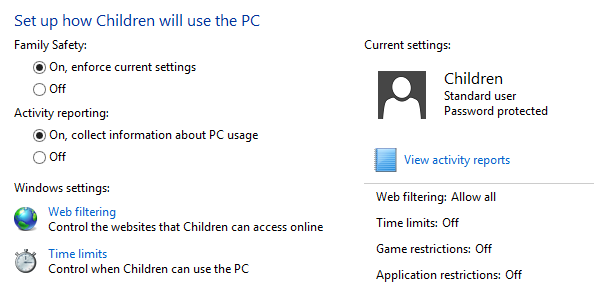 Set up how Children will use the PC
Family Safety:
On, enforce current settings
Off
Activity reporting:
On, collect information about PC usage
Off
Windows settings:
Web filtering
Control the websites that Children can access online
Time limits
Control when Children can use the PC
Current settings:
Children
Standard user
Password protected
View activity reports
Web filtering: Allow all
Time limits: Off
Game restrictions: Off
Application restrictions: Off